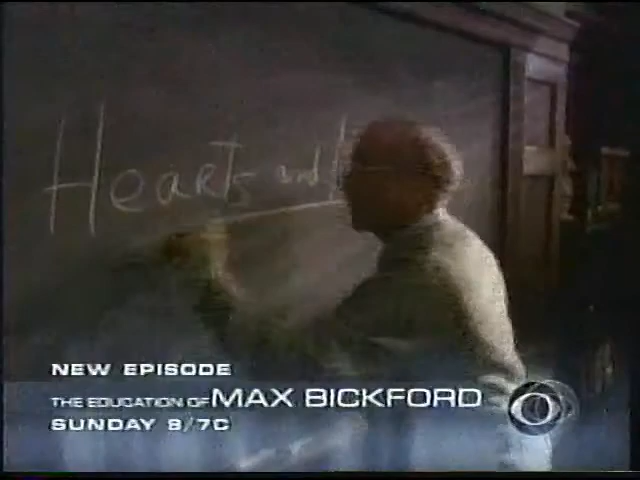 Hearts and
NEW EPISODE
THE EDUCATION OF MAX BICKFORD
SUNDAY 8/7C